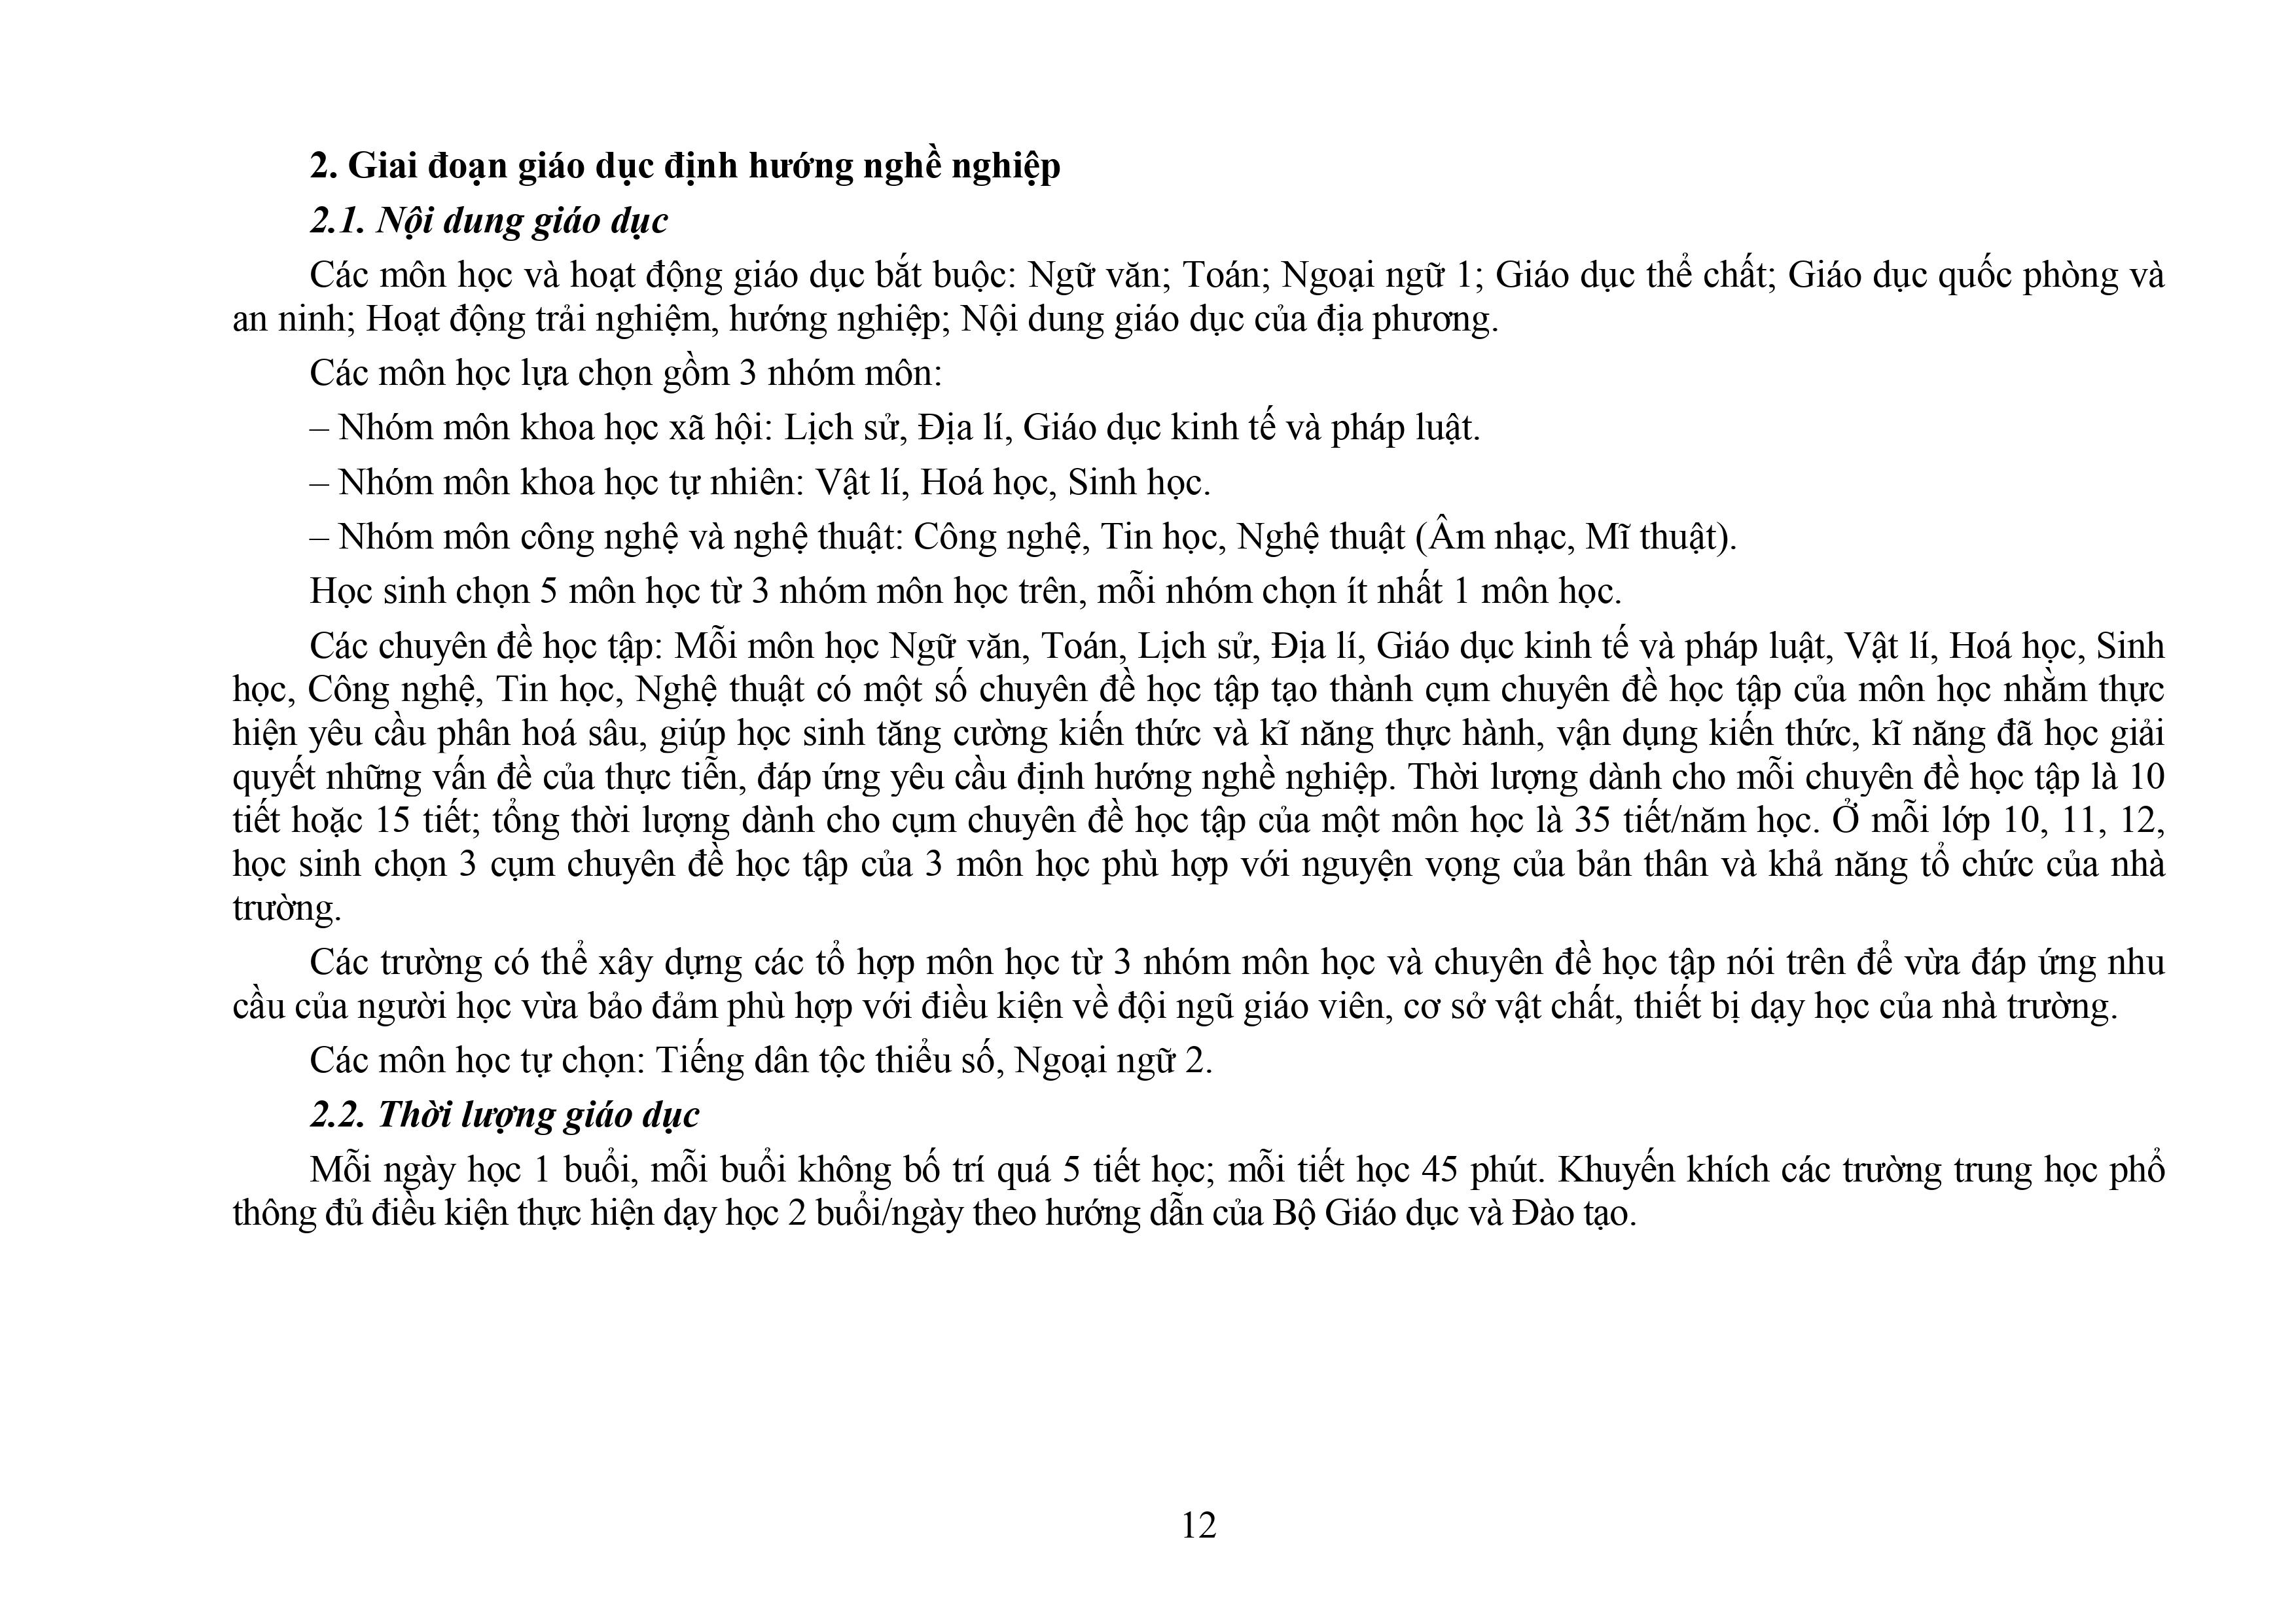 2. Giai đoạn giáo dục định hướng nghề nghiệp
2.1. Nội dung giáo dục
Các môn học và hoạt động giáo dục bắt buộc: Ngữ văn; Toán; Ngoại ngữ 1; Giáo dục thể chất; Giáo dục quốc phòng và
an ninh; Hoạt động trải nghiệm, hướng nghiệp; Nội dung giáo dục của địa phương.
Các môn học lựa chọn gồm 3 nhóm môn:
– Nhóm môn khoa học xã hội: Lịch sử, Địa lí, Giáo dục kinh tế và pháp luật.
– Nhóm môn khoa học tự nhiên: Vật lí, Hoá học, Sinh học.
– Nhóm môn công nghệ và nghệ thuật: Công nghệ, Tin học, Nghệ thuật (Âm nhạc, Mĩ thuật).
Học sinh chọn 5 môn học từ 3 nhóm môn học trên, mỗi nhóm chọn ít nhất 1 môn học.
Các chuyên đề học tập: Mỗi môn học Ngữ văn, Toán, Lịch sử, Địa lí, Giáo dục kinh tế và pháp luật, Vật lí, Hoá học, Sinh
học, Công nghệ, Tin học, Nghệ thuật có một số chuyên đề học tập tạo thành cụm chuyên đề học tập của môn học nhằm thực
hiện yêu cầu phân hoá sâu, giúp học sinh tăng cường kiến thức và kĩ năng thực hành, vận dụng kiến thức, kĩ năng đã học giải
quyết những vấn đề của thực tiễn, đáp ứng yêu cầu định hướng nghề nghiệp. Thời lượng dành cho mỗi chuyên đề học tập là 10
tiết hoặc 15 tiết; tổng thời lượng dành cho cụm chuyên đề học tập của một môn học là 35 tiết/năm học. Ở mỗi lớp 10, 11, 12,
học sinh chọn 3 cụm chuyên đề học tập của 3 môn học phù hợp với nguyện vọng của bản thân và khả năng tổ chức của nhà
trường.
Các trường có thể xây dựng các tổ hợp môn học từ 3 nhóm môn học và chuyên đề học tập nói trên để vừa đáp ứng nhu
cầu của người học vừa bảo đảm phù hợp với điều kiện về đội ngũ giáo viên, cơ sở vật chất, thiết bị dạy học của nhà trường.
Các môn học tự chọn: Tiếng dân tộc thiểu số, Ngoại ngữ 2.
2.2. Thời lượng giáo dục
Mỗi ngày học 1 buổi, mỗi buổi không bố trí quá 5 tiết học; mỗi tiết học 45 phút. Khuyến khích các trường trung học phổ
thông đủ điều kiện thực hiện dạy học 2 buổi/ngày theo hướng dẫn của Bộ Giáo dục và Đào tạo.
12